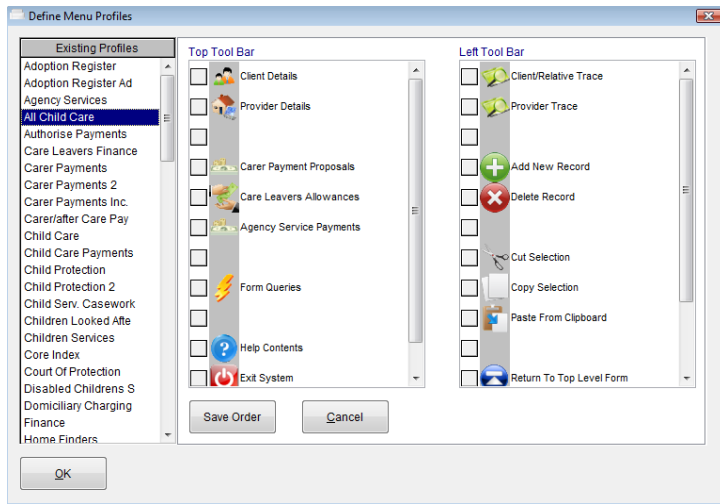 Define Menu Profiles
Existing Profiles
Adoption Register
Adoption Register Ad
Agency Services
All Child Care
Authorise Payments
Care Leavers Finance
Carer Payments
Carer Payments 2
Carer Payments Inc.
Carer/after Care Pay
Child Care
Child Care Payments
Child Protection
Child Protection 2
Child Serv. Casework
Children Looked Afte
Children Services
Core Index
Court Of Protection
Disabled Childrens S
Domiciliary Charging
Finance
Home Finders
Top Tool Bar
Client Details
Provider Details
Carer Payment Proposals
Care Leavers Allowances
Agency Service Payments
Form Queries
Help Contents
Exit System
Left Tool Bar
Client/Relative Trace
Provider Trace
Add New Record
Delete Record
Cut Selection
Copy Selection
Paste From Clipboard
Return To Top Level Form
Save Order
Cancel
OK